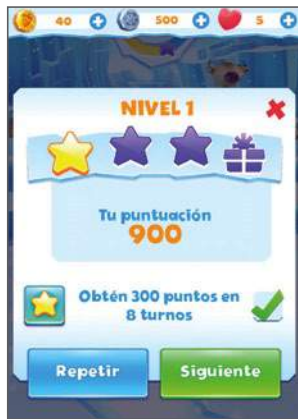 40 500 5
NIVEL 1
Tu puntuación
900
Obtén 300 puntos en
8 turnos
Repetir Siguiente